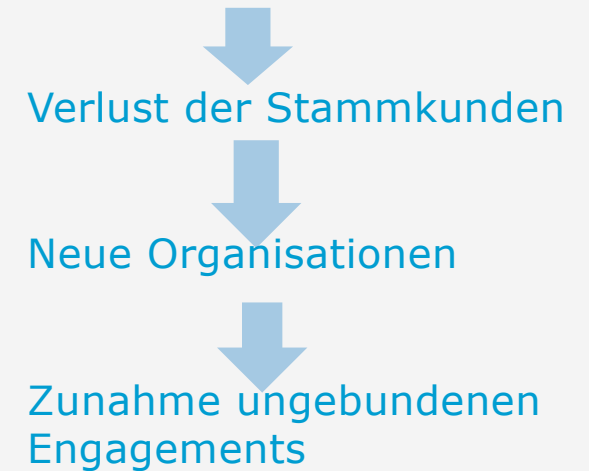 Verlust der Stammkunden
Neue Organisationen
Zunahme ungebundenen
Engagements